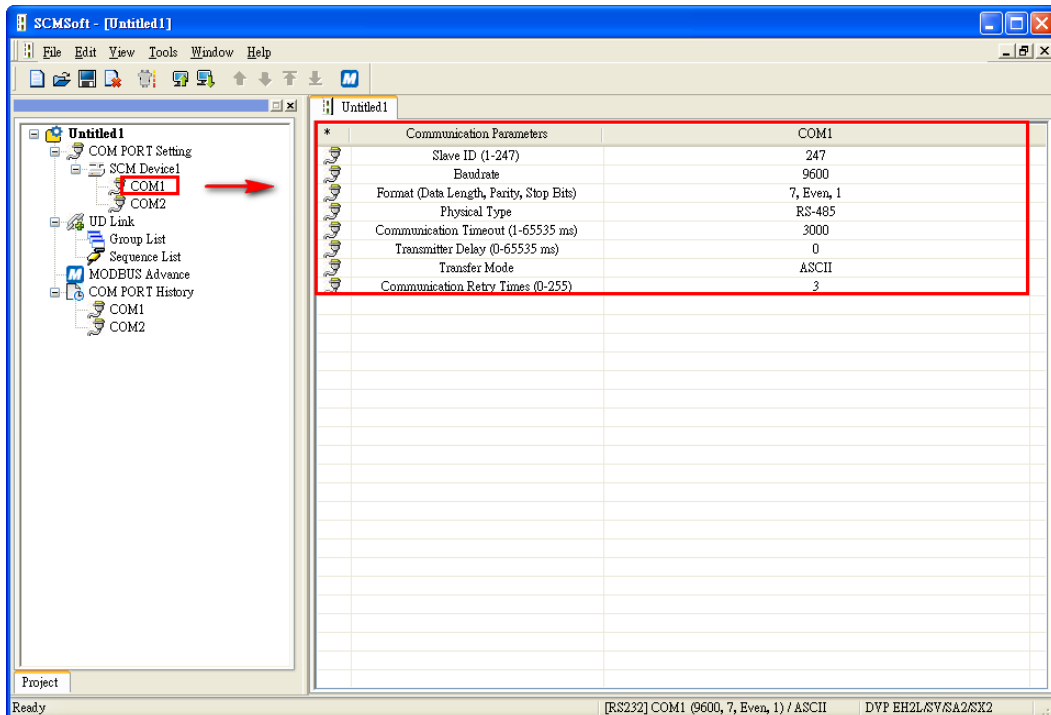 SCMSoft - [Untitled1]
File Edit View Tools Window Help
Untitled1
Untitled1
COM PORT Setting
SCM Device1
COM1
COM2
UD Link
Group List
Sequence List
MODBUS Advance
COM PORT History
COM1
COM2
* Communication Parameters COM1
Slave ID (1-247) 247
Baudrate 9600
Format (Data Length, Parity, Stop Bits) 7, Even, 1
Physical Type RS-485
Communication Timeout (1-65535 ms) 3000
Transmitter Delay (0-65535 ms) 0
Transfer Mode ASCII
Communication Retry Times (0-255) 3
Project
Ready [RS232] COM1 (9600, 7, Even, 1) / ASCII DVP EH2L/SV/SA2/SX2